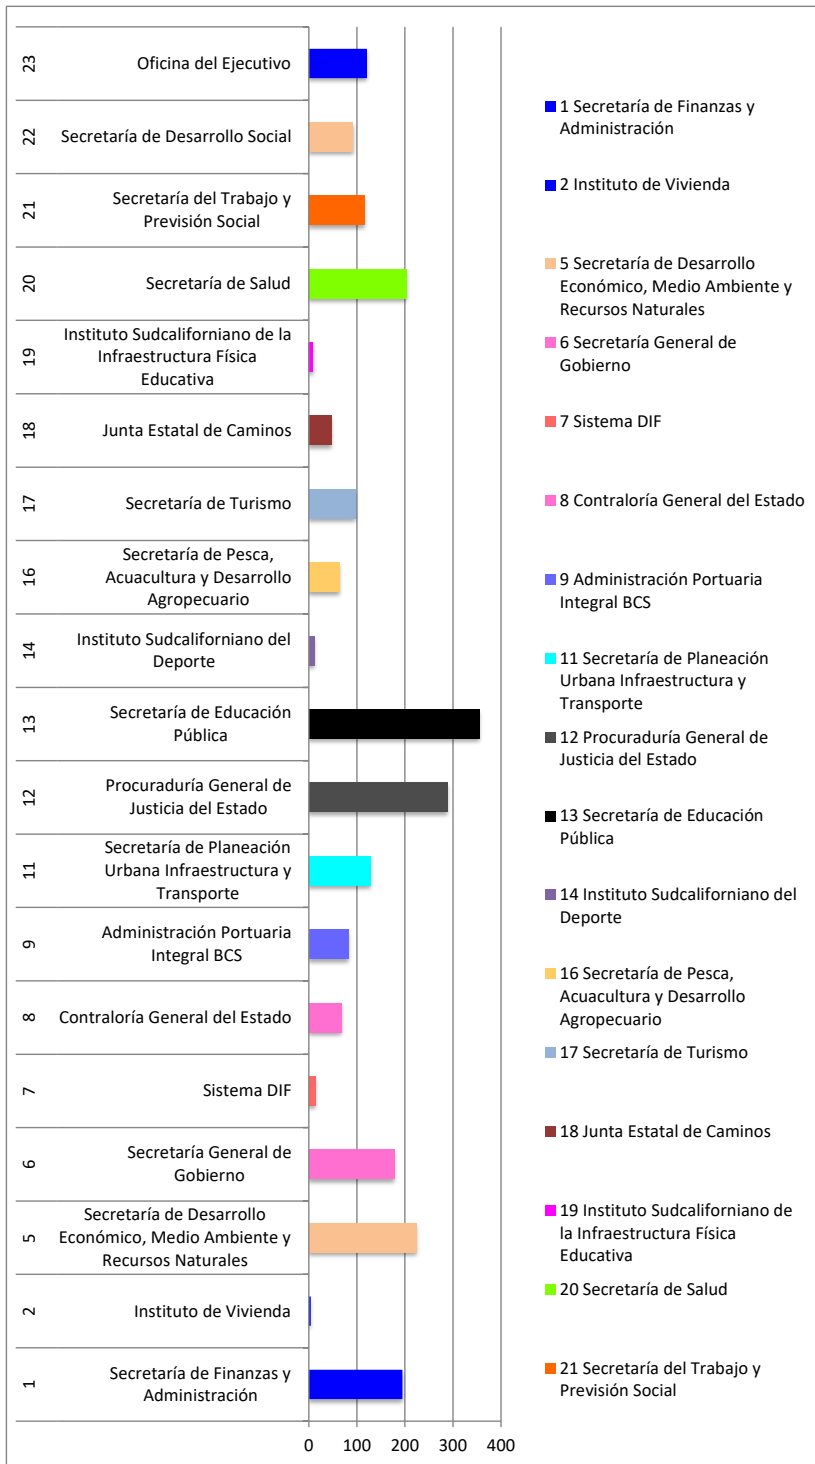 23
Oficina del Ejecutivo
22
Secretaría de Desarrollo Social
21
Secretaría del Trabajo y
Previsión Social
20
Secretaría de Salud
19
Instituto Sudcaliforniano de la
Infraestructura Física
Educativa
18
Junta Estatal de Caminos
17
Secretaría de Turismo
16
Secretaría de Pesca,
Acuacultura y Desarrollo
Agropecuario
14
Instituto Sudcaliforniano del
Deporte
13
Secretaría de Educación
Pública
12
Procuraduría General de
Justicia del Estado
11
Secretaría de Planeación
Urbana Infraestructura y
Transporte
9
Administración Portuaria
Integral BCS
8
Contraloría General del Estado
7
Sistema DIF
6
Secretaría General de
Gobierno
5
Secretaría de Desarrollo
Económico, Medio Ambiente y
Recursos Naturales
2
Instituto de Vivienda
1
Secretaría de Finanzas y
Administración
0 100 200 300 400
1 Secretaría de Finanzas y
Administración
2 Instituto de Vivienda
5 Secretaría de Desarrollo
Económico, Medio Ambiente y
Recursos Naturales
6 Secretaría General de
Gobierno
7 Sistema DIF
8 Contraloría General del Estado
9 Administración Portuaria
Integral BCS
11 Secretaría de Planeación
Urbana Infraestructura y
Transporte
12 Procuraduría General de
Justicia del Estado
13 Secretaría de Educación
Pública
14 Instituto Sudcaliforniano del
Deporte
16 Secretaría de Pesca,
Acuacultura y Desarrollo
Agropecuario
17 Secretaría de Turismo
18 Junta Estatal de Caminos
19 Instituto Sudcaliforniano de
la Infraestructura Física
Educativa
20 Secretaría de Salud
21 Secretaría del Trabajo y
Previsión Social